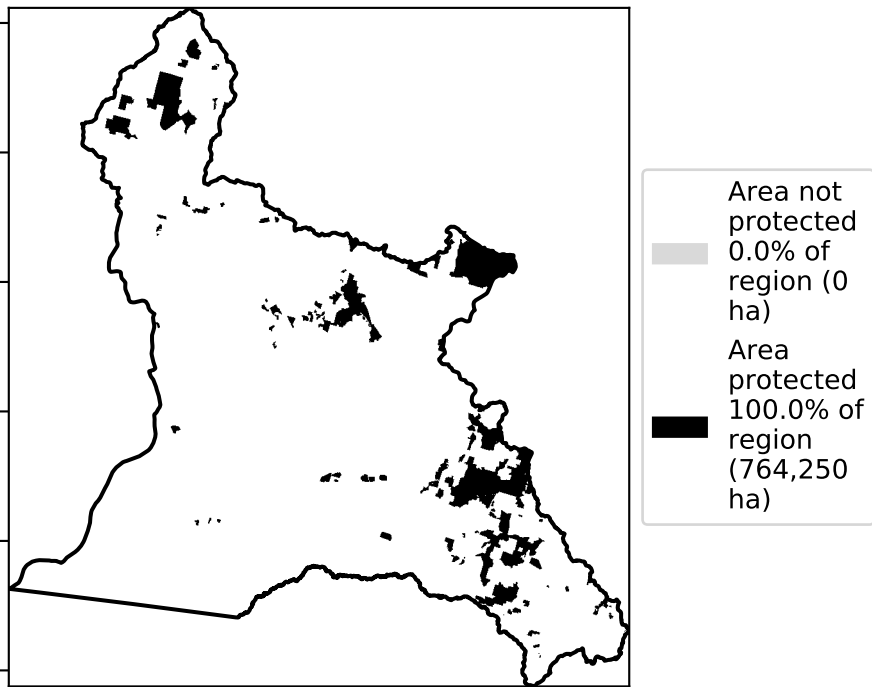 Area not
protected
0.0% of
region (0
ha)
Area
protected
100.0% of
region
(764,250
ha)